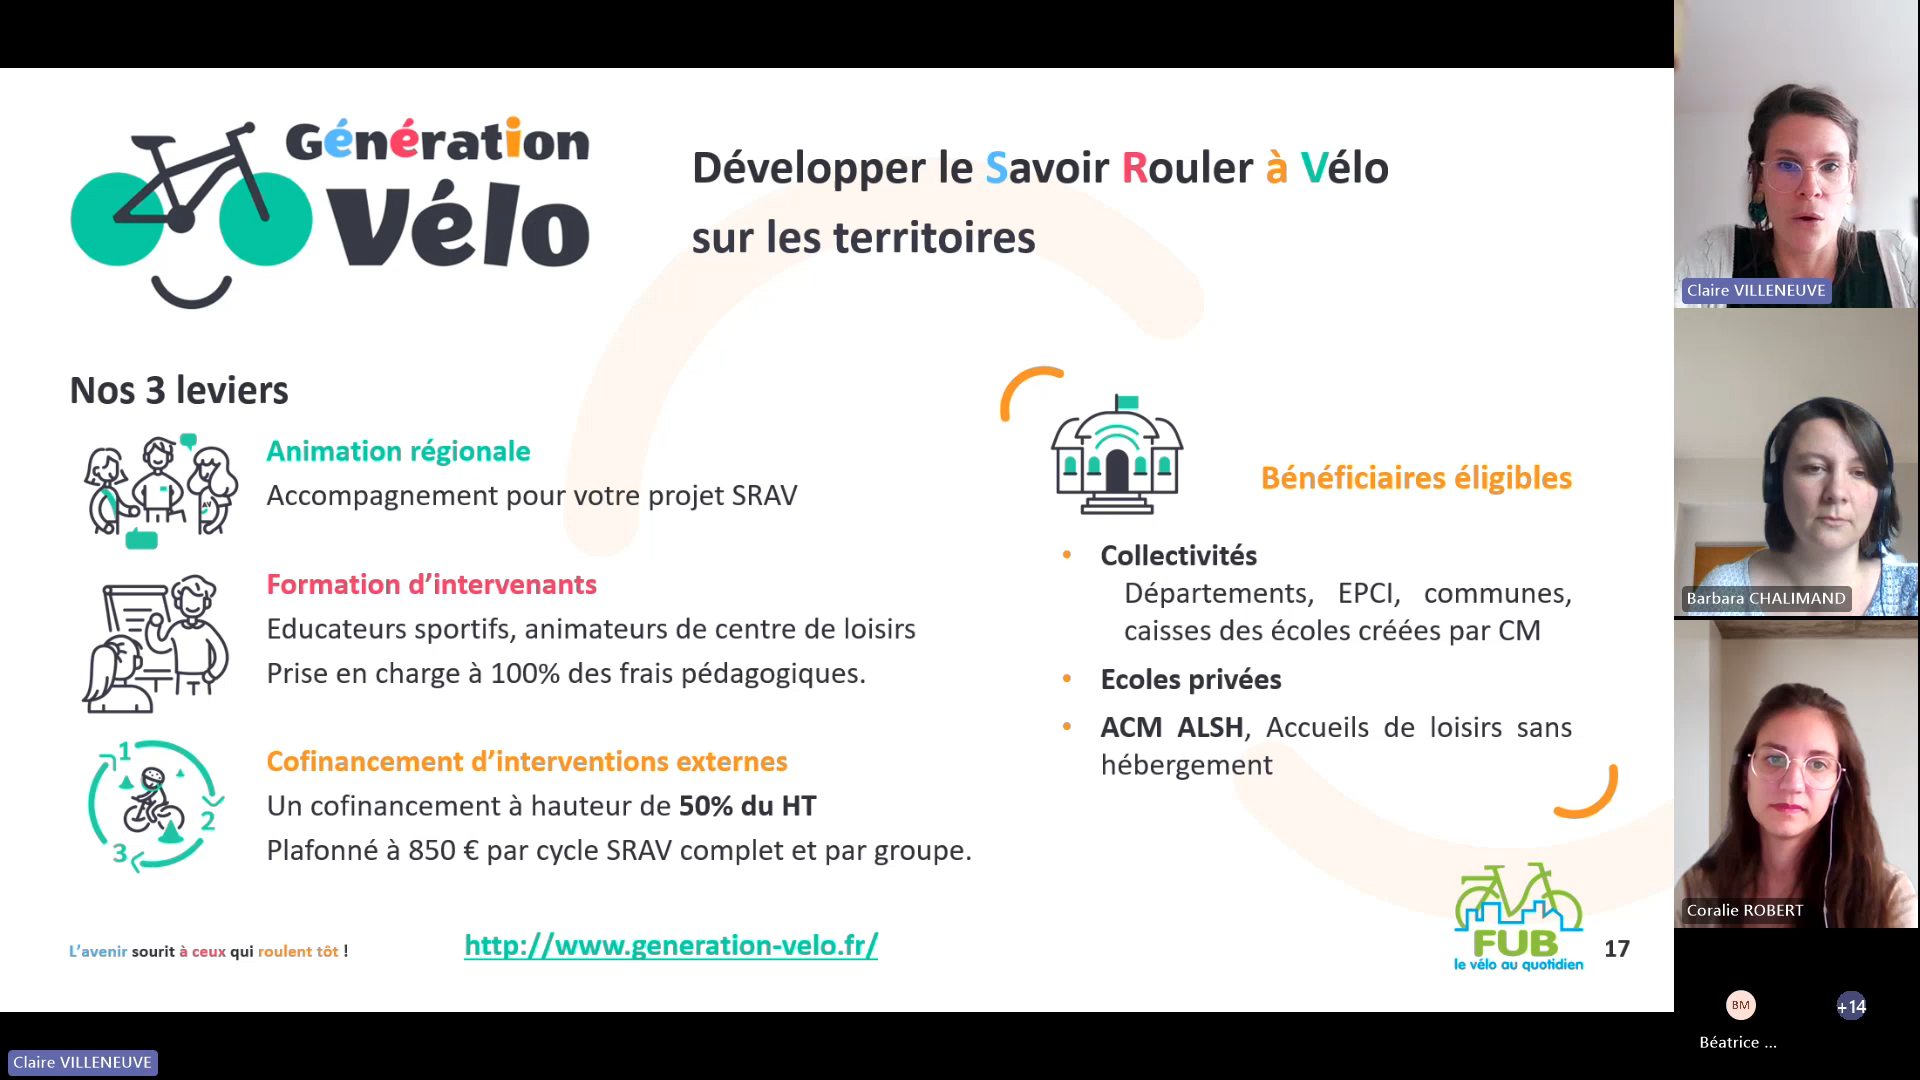 Génération
Vélo
Développer le Savoir Rouler à Vélo
sur les territoires
Nos 3 leviers
Animation régionale
Accompagnement pour votre projet SRAV
Formation d’intervenants
Educateurs sportifs, animateurs de centre de loisirs
Prise en charge à 100% des frais pédagogiques.
1
2
3
Cofinancement d’interventions externes
Un cofinancement à hauteur de 50% du HT
Plafonné à 850 € par cycle SRAV complet et par groupe.
Bénéficiaires éligibles
• Collectivités
Départements, EPCI, communes,
caisses des écoles créées par CM
• Ecoles privées
• ACM ALSH, Accueils de loisirs sans
hébergement
L’avenir sourit à ceux qui roulent tôt !
http://www.generation-velo.fr/
FUB
le vélo au quotidien
17
Claire VILLENEUVE
Barbara CHALIMAND
Coralie ROBERT
BM
+14
Béatrice ...
Claire VILLENEUVE